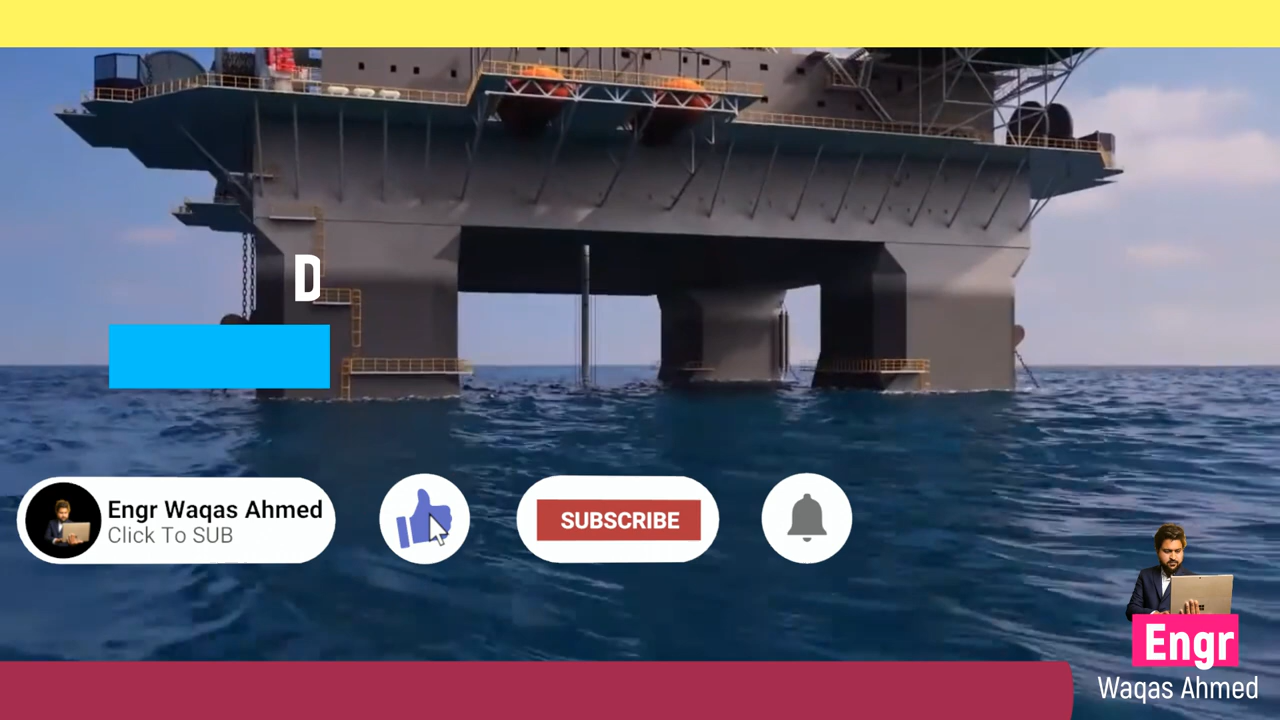 D
Engr Waqas Ahmed
Click To SUB
SUBSCRIBE
Engr
Waqas Ahmed